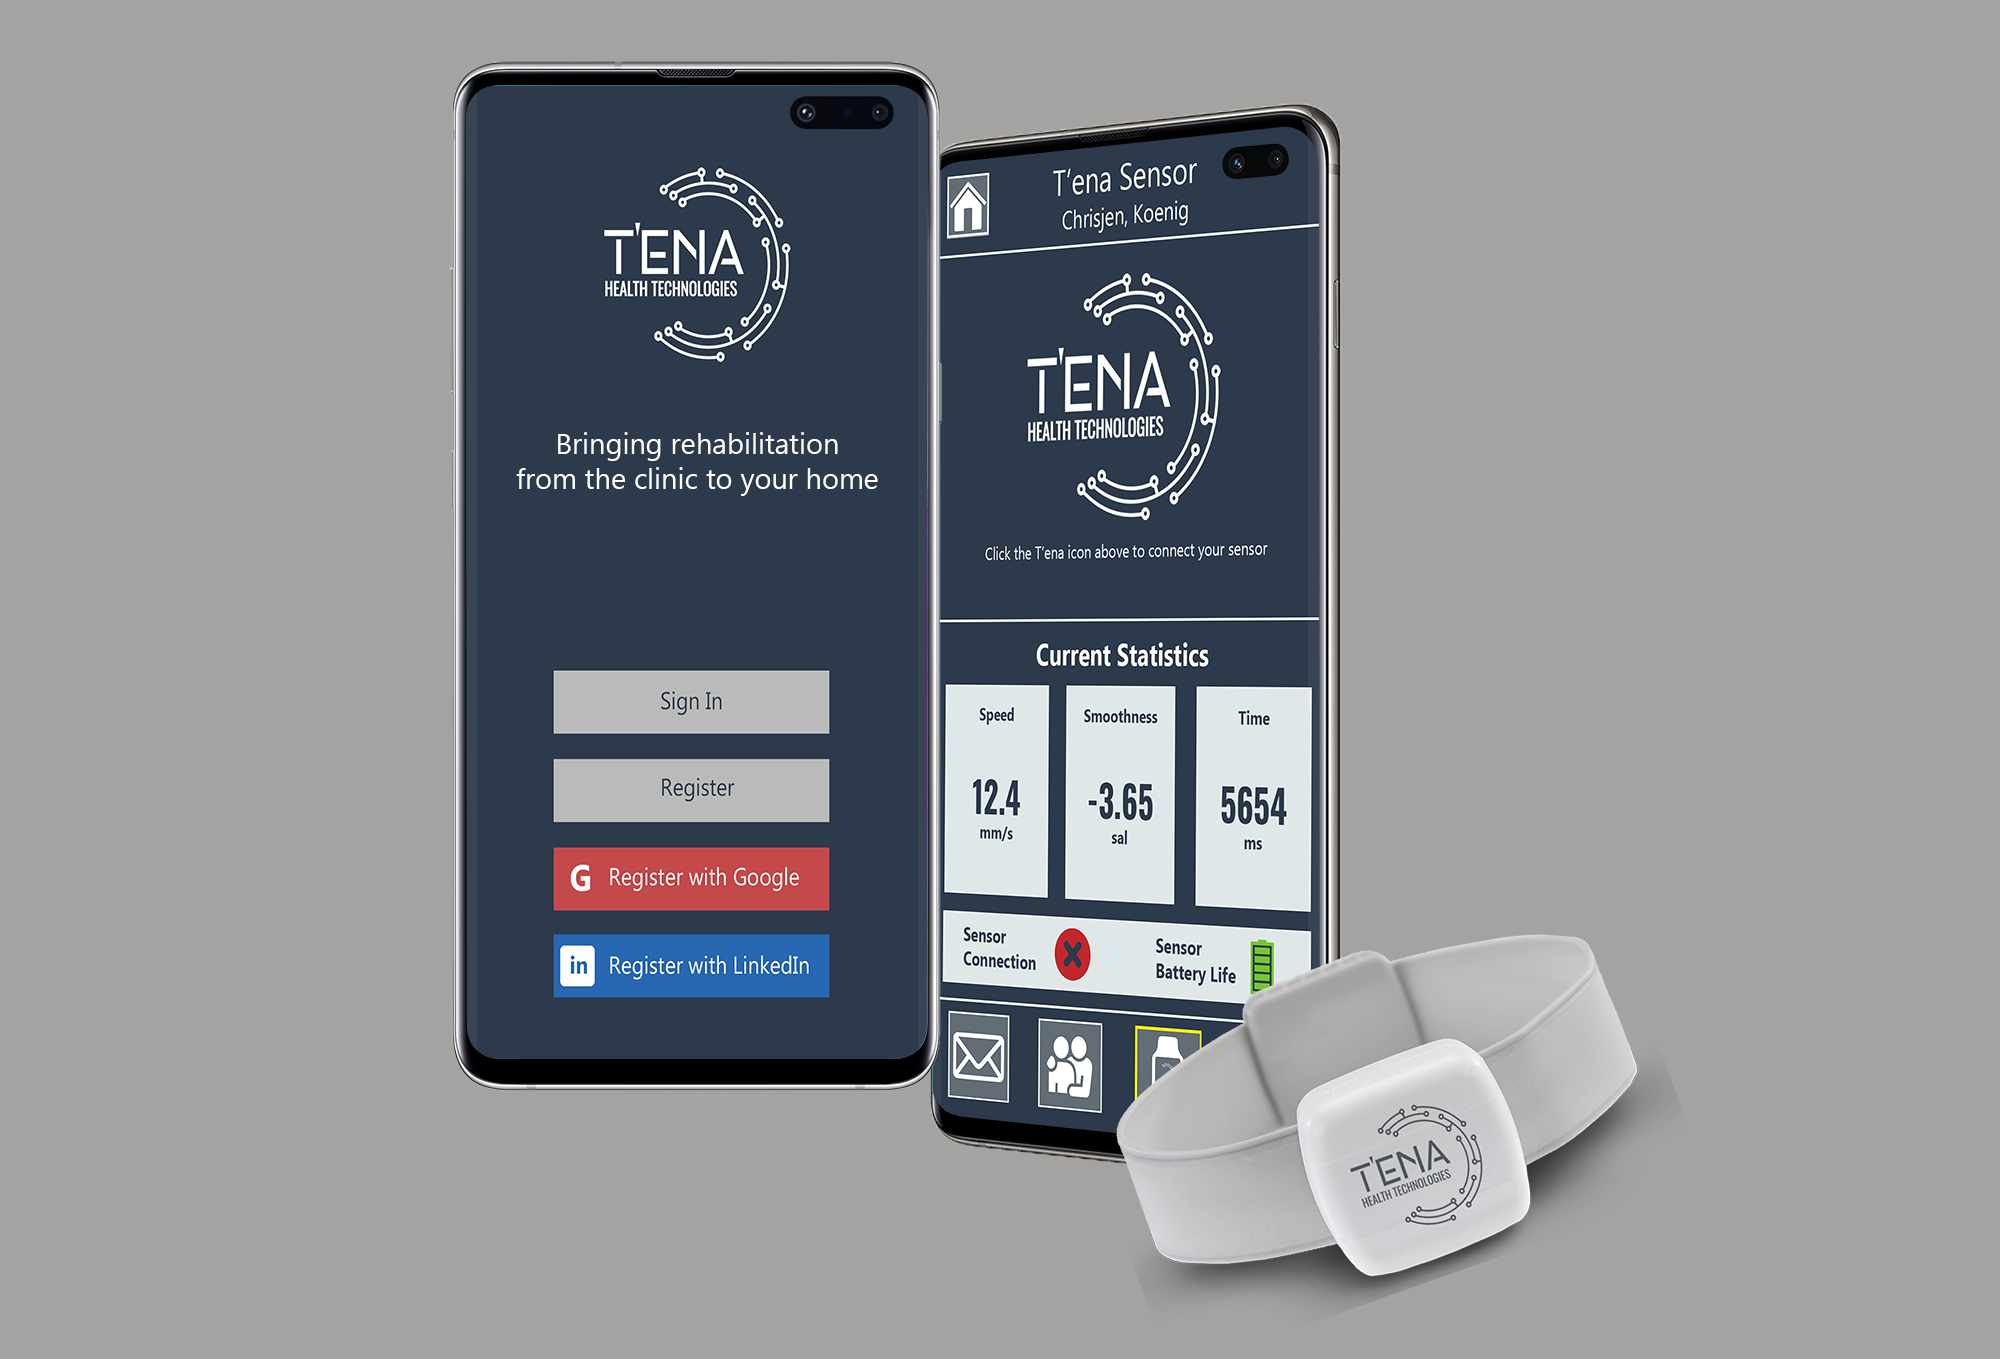 T'ENA
HEALTH TECHNOLOGIES
Bringing rehabilitation
from the clinic to your home
Sign In
Register
G Register with Google
in Register with LinkedIn
T'ena Sensor
Chrisjen, Koenig
T'ENA
HEALTH TECHNOLOGIES
Click the T'ena icon above to connect your sensor
Current Statistics
Speed
12.4
mm/s
Smoothness
-3.65
sal
Time
5654
ms
Sensor
Connection
Sensor
Battery Life
T'ENA
HEALTH TECHNOLOGIES